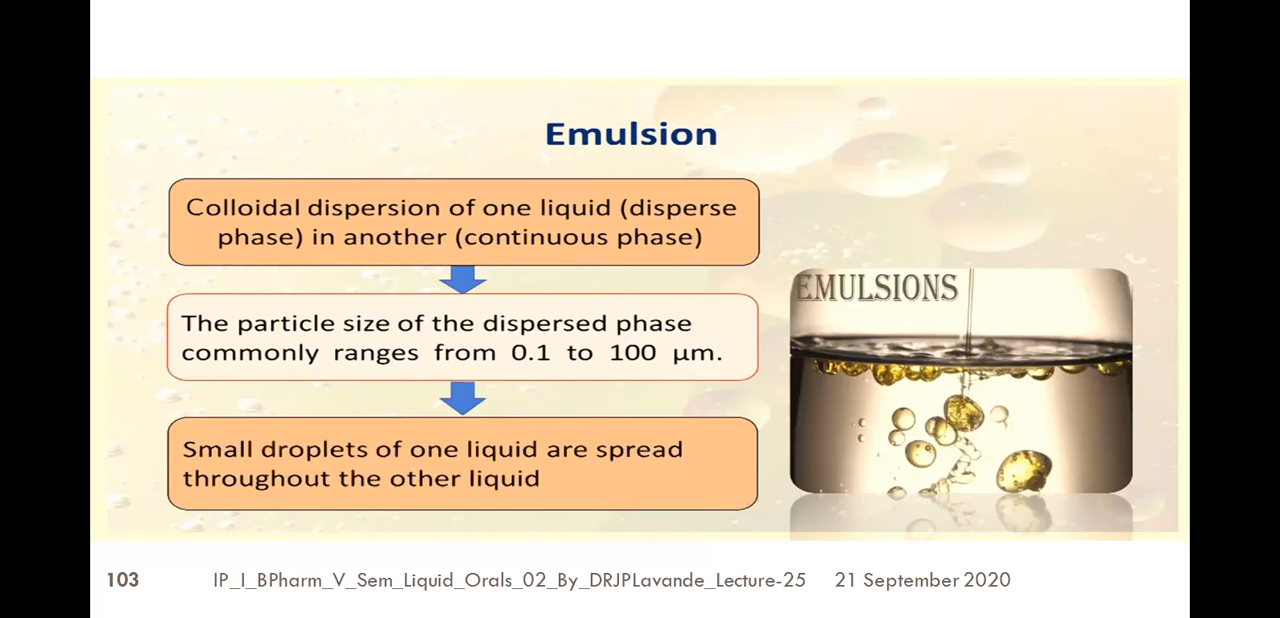 Emulsion
Colloidal dispersion of one liquid (disperse
phase) in another (continuous phase)
The particle size of the dispersed phase
commonly ranges from 0.1 to 100 μm.
Small droplets of one liquid are spread
throughout the other liquid
EMULSIONS
103 IP_I_BPharm_V_Sem_Liquid_Orals_02_By_DRJPLavande_Lecture-25 21 September 2020